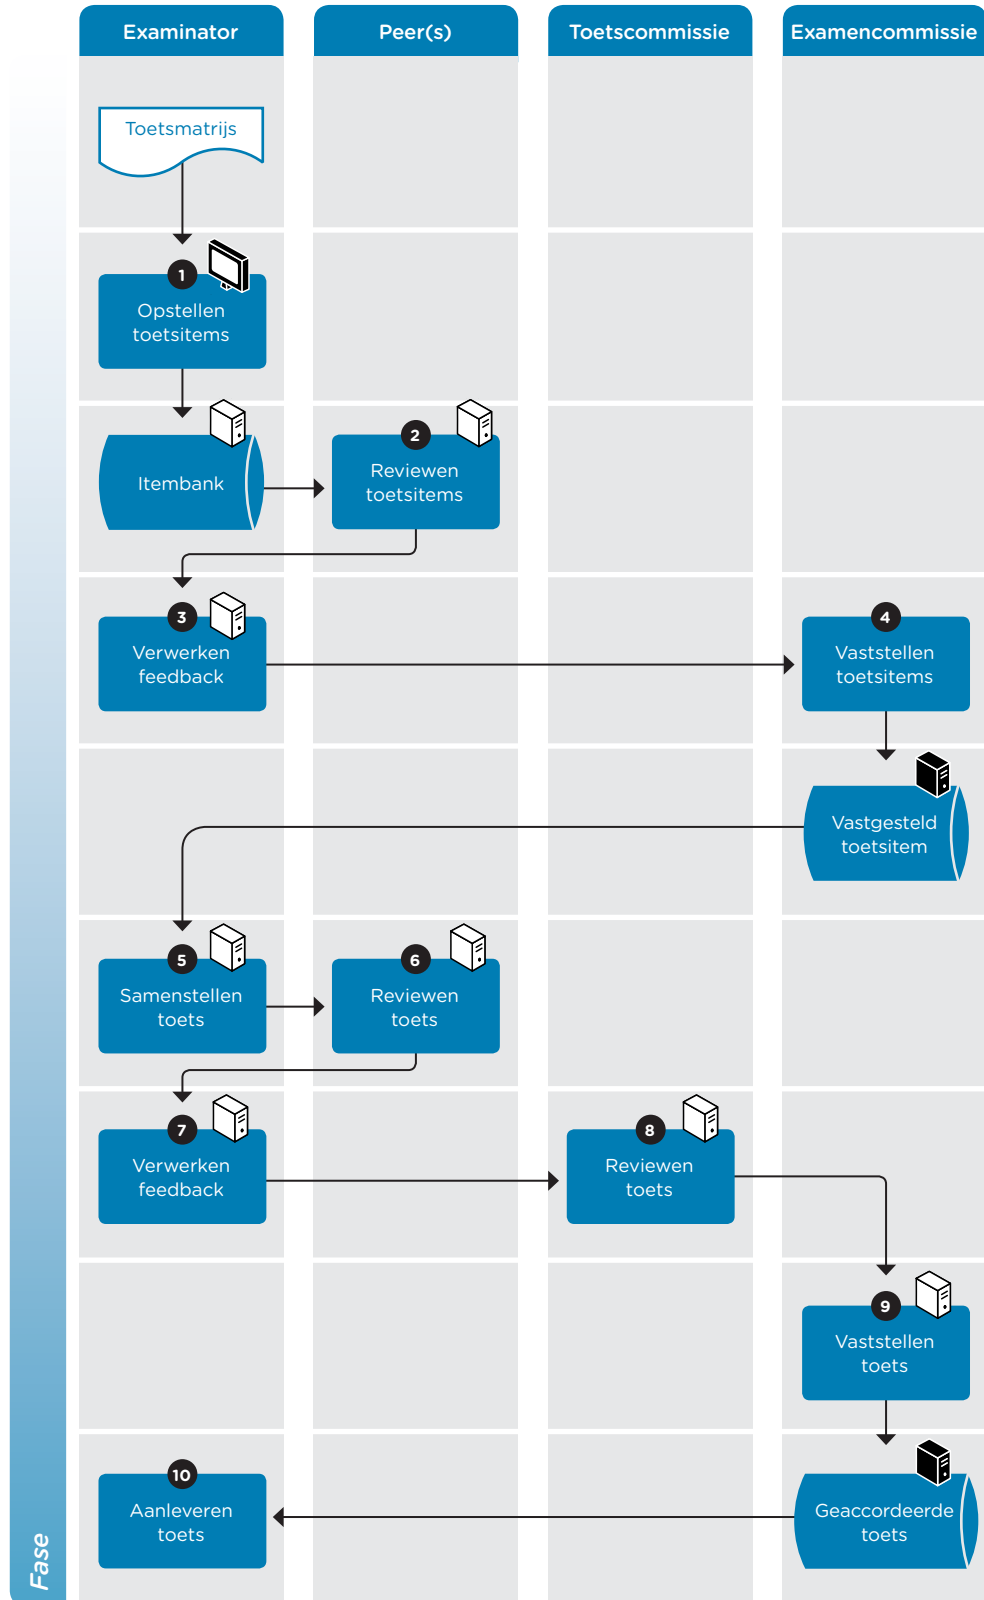 Examinator
Peer(s)
Toetscommissie
Examencommissie
Toetsmatrijs
1
Opstellen
toetsitems
Itembank
2
Reviewen
toetsitems
3
Verwerken
feedback
4
Vaststellen
toetsitems
Vastgesteld
toetsitem
5
Samenstellen
toets
6
Reviewen
toets
7
Verwerken
feedback
8
Reviewen
toets
9
Vaststellen
toets
10
Aanleveren
toets
Geaccordeerde
toets
Fase